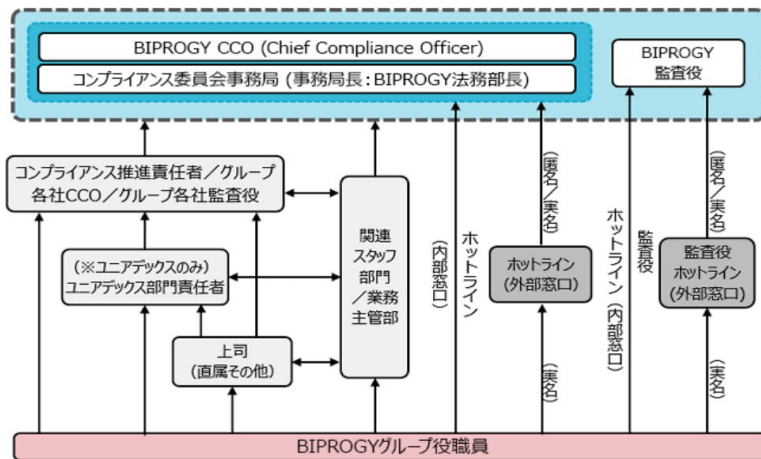 BIPROGY CCO (Chief Compliance Officer)
コンプライアンス委員会事務局 (事務局長：BIPROGY法務部長)
BIPROGY
監査役
コンプライアンス推進責任者／グループ
各社CCO／グループ各社監査役
(※ユニアデックスのみ)
ユニアデックス部門責任者
上司
(直属その他)
関連
スタッフ
部門
／業務
主管部
ホットライン
(内部窓口)
(匿名／実名)
ホットライン
(外部窓口)
(実名)
監査役
ホットライン (内部窓口)
(匿名／実名)
監査役
ホットライン
(外部窓口)
(実名)
BIPROGYグループ役職員